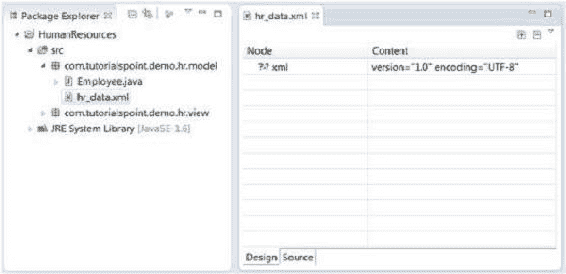 Package Explorer
HumanResources
src
com.tutorialspoint.demo.hr.model
Employee.java
hr_data.xml
com.tutorialspoint.demo.hr.view
JRE System Library [JavaSE-1.6]
hr_data.xml
Node Content
?=? xml version="1.0" encoding="UTF-8"
Design Source